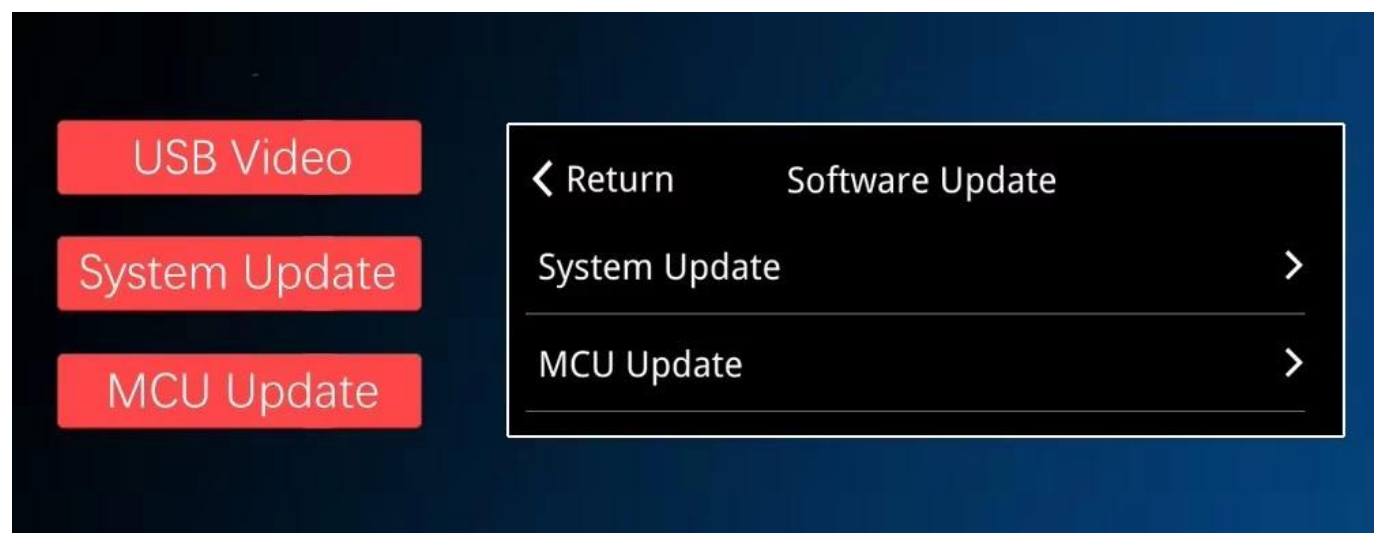 USB Video
System Update
MCU Update
Return
Software Update
System Update
MCU Update